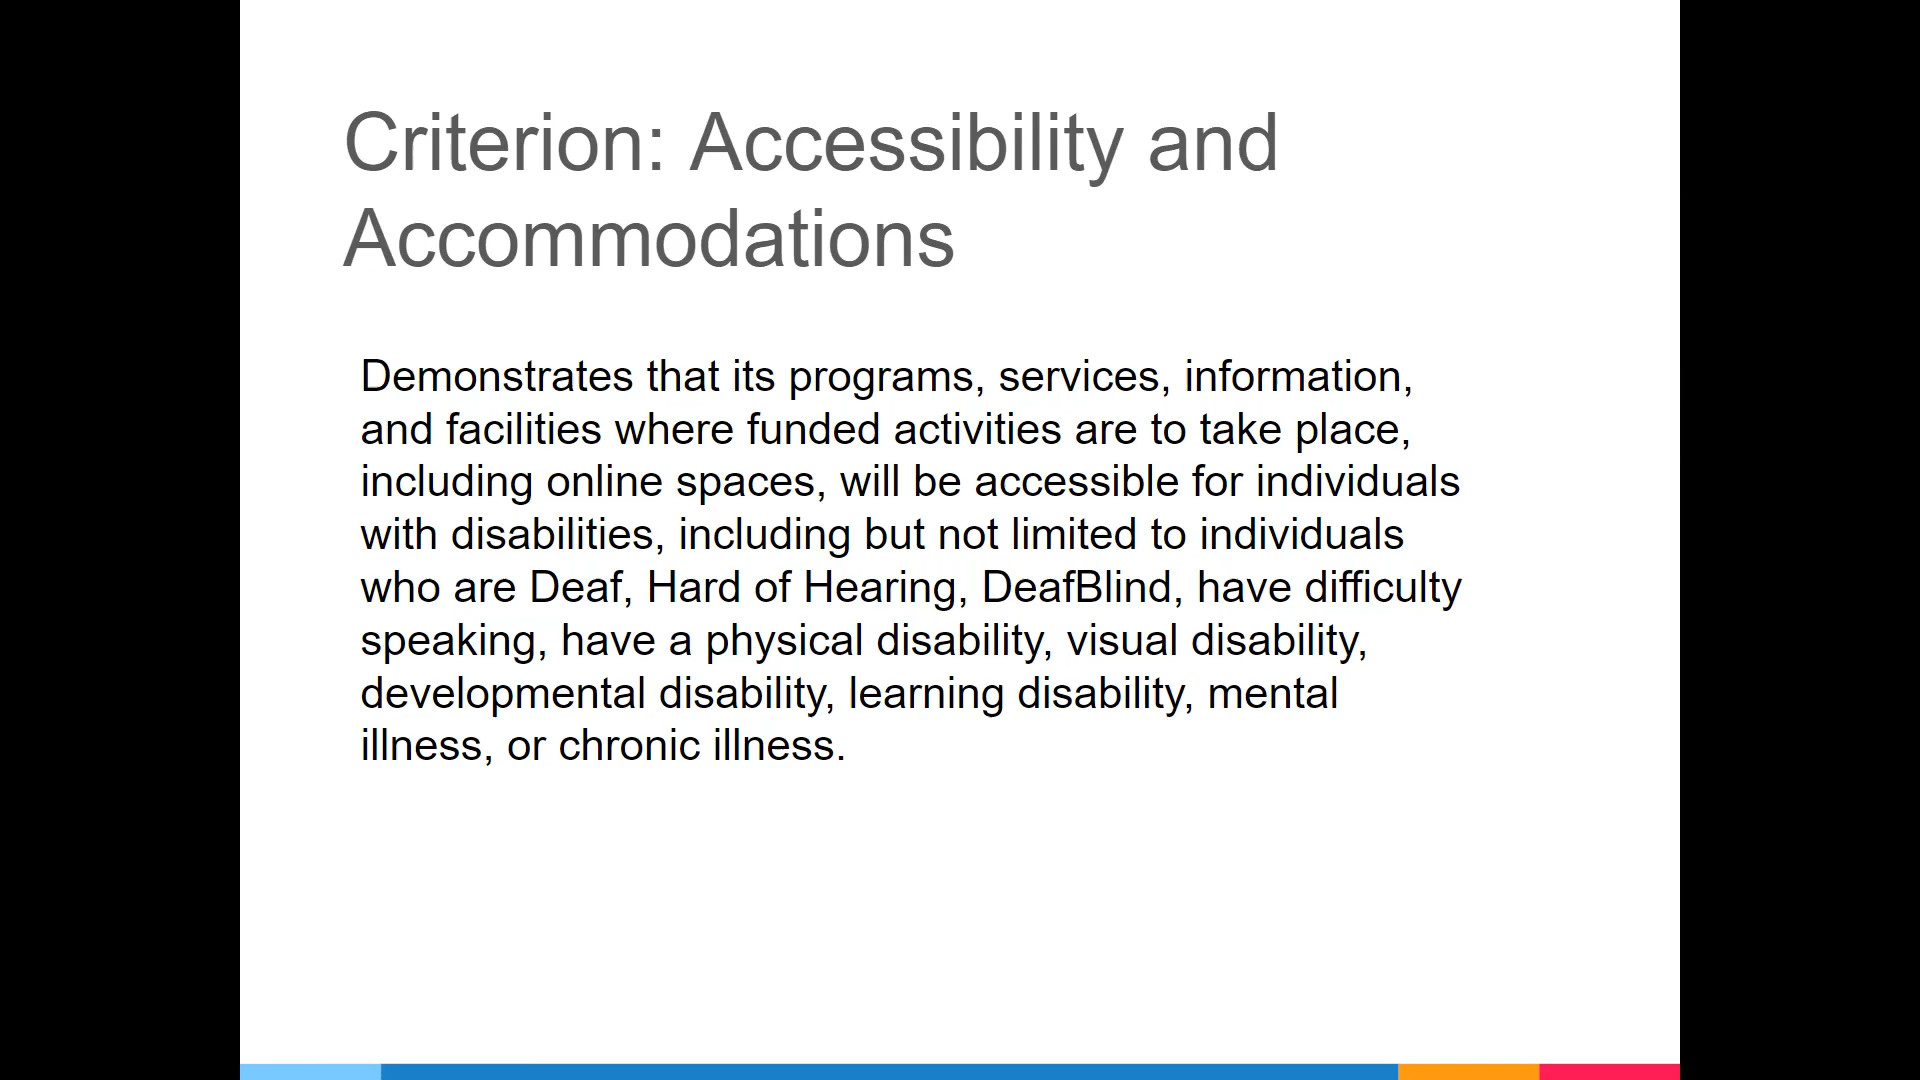 Criterion: Accessibility and
Accommodations
Demonstrates that its programs, services, information,
and facilities where funded activities are to take place,
including online spaces, will be accessible for individuals
with disabilities, including but not limited to individuals
who are Deaf, Hard of Hearing, DeafBlind, have difficulty
speaking, have a physical disability, visual disability,
developmental disability, learning disability, mental
illness, or chronic illness.